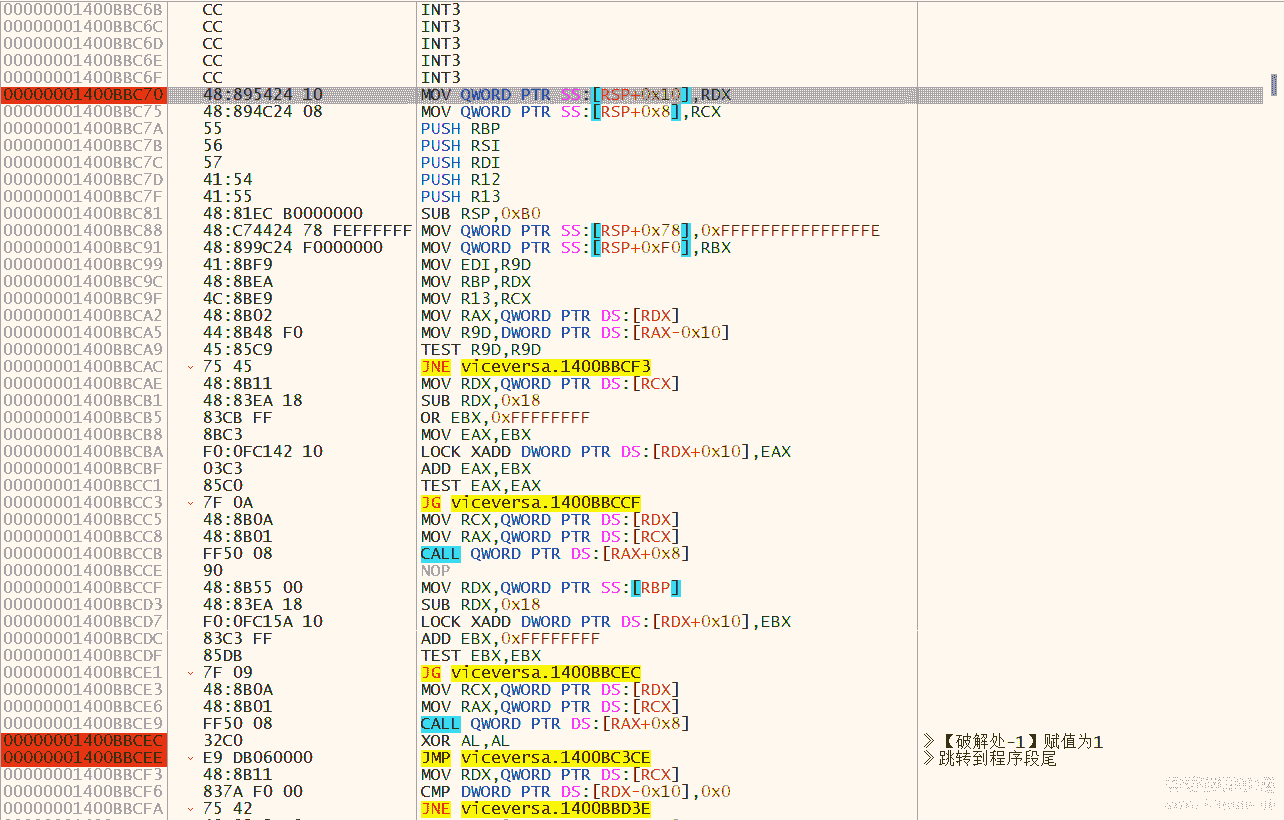 00000001400BBC6B CC INT3
00000001400BBC6C CC INT3
00000001400BBC6D CC INT3
00000001400BBC6E CC INT3
00000001400BBC6F CC INT3
00000001400BBC70 48:895424 10 MOV QWORD PTR SS:[RSP+0x10],RDX
00000001400BBC75 48:894C24 08 MOV QWORD PTR SS:[RSP+0x8],RCX
00000001400BBC7A 55 PUSH RBP
00000001400BBC7B 56 PUSH RSI
00000001400BBC7C 57 PUSH RDI
00000001400BBC7D 41:54 PUSH R12
00000001400BBC7F 41:55 PUSH R13
00000001400BBC81 48:81EC B0000000 SUB RSP,0xB0
00000001400BBC88 48:C74424 78 FEFFFFFF MOV QWORD PTR SS:[RSP+0x78],0xFFFFFFFFFFFFFFFE
00000001400BBC91 48:899C24 F0000000 MOV QWORD PTR SS:[RSP+0xF0],RBX
00000001400BBC99 41:8BF9 MOV EDI,R9D
00000001400BBC9C 48:8BEA MOV RBP,RDX
00000001400BBC9F 4C:8BE9 MOV R13,RCX
00000001400BBCA2 48:8B02 MOV RAX,QWORD PTR DS:[RDX]
00000001400BBCA5 44:8B48 F0 MOV R9D,DWORD PTR DS:[RAX-0x10]
00000001400BBCA9 45:85C9 TEST R9D,R9D
00000001400BBCAC 75 45 JNE viceversa.1400BBCF3
00000001400BBCAE 48:8B11 MOV RDX,QWORD PTR DS:[RCX]
00000001400BBCB1 48:83EA 18 SUB RDX,0x18
00000001400BBCB5 83CB FF OR EBX,0xFFFFFFFF
00000001400BBCB8 8BC3 MOV EAX,EBX
00000001400BBCBA F0:0FC142 10 LOCK XADD DWORD PTR DS:[RDX+0x10],EAX
00000001400BBCBF 03C3 ADD EAX,EBX
00000001400BBCC1 85C0 TEST EAX,EAX
00000001400BBCC3 7F 0A JG viceversa.1400BBCCF
00000001400BBCC5 48:8B0A MOV RCX,QWORD PTR DS:[RDX]
00000001400BBCC8 48:8B01 MOV RAX,QWORD PTR DS:[RCX]
00000001400BBCCB FF50 08 CALL QWORD PTR DS:[RAX+0x8]
00000001400BBCCE 90 NOP
00000001400BBCCF 48:8B55 00 MOV RDX,QWORD PTR SS:[RBP]
00000001400BBCD3 48:83EA 18 SUB RDX,0x18
00000001400BBCD7 F0:0FC15A 10 LOCK XADD DWORD PTR DS:[RDX+0x10],EBX
00000001400BBCDC 83C3 FF ADD EBX,0xFFFFFFFF
00000001400BBCDF 85DB TEST EBX,EBX
00000001400BBCE1 7F 09 JG viceversa.1400BBCEC
00000001400BBCE3 48:8B0A MOV RCX,QWORD PTR DS:[RDX]
00000001400BBCE6 48:8B01 MOV RAX,QWORD PTR DS:[RCX]
00000001400BBCE9 FF50 08 CALL QWORD PTR DS:[RAX+0x8]
00000001400BBCEC 32C0 XOR AL,AL 》【破解处-1】赋值为1
00000001400BBCEE E9 DB060000 JMP viceversa.1400BC3CE 》跳转到程序段尾
00000001400BBCF3 48:8B11 MOV RDX,QWORD PTR DS:[RCX]
00000001400BBCF6 837A F0 00 CMP DWORD PTR DS:[RDX-0x10],0x0
00000001400BBCFA 75 42 JNE viceversa.1400BBD3E